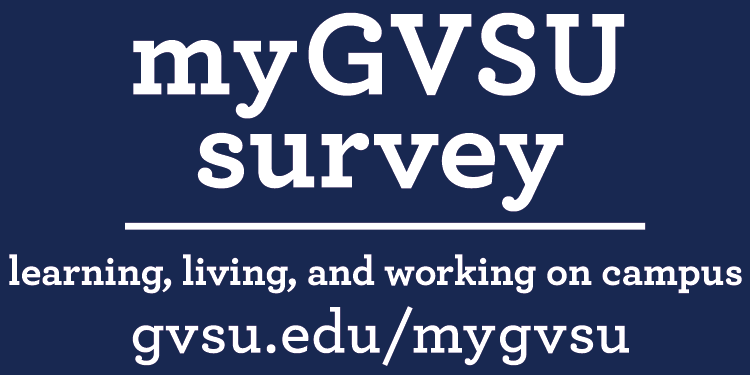 myGVSU
survey
learning, living, and working on campus
gvsu.edu/mygvsu